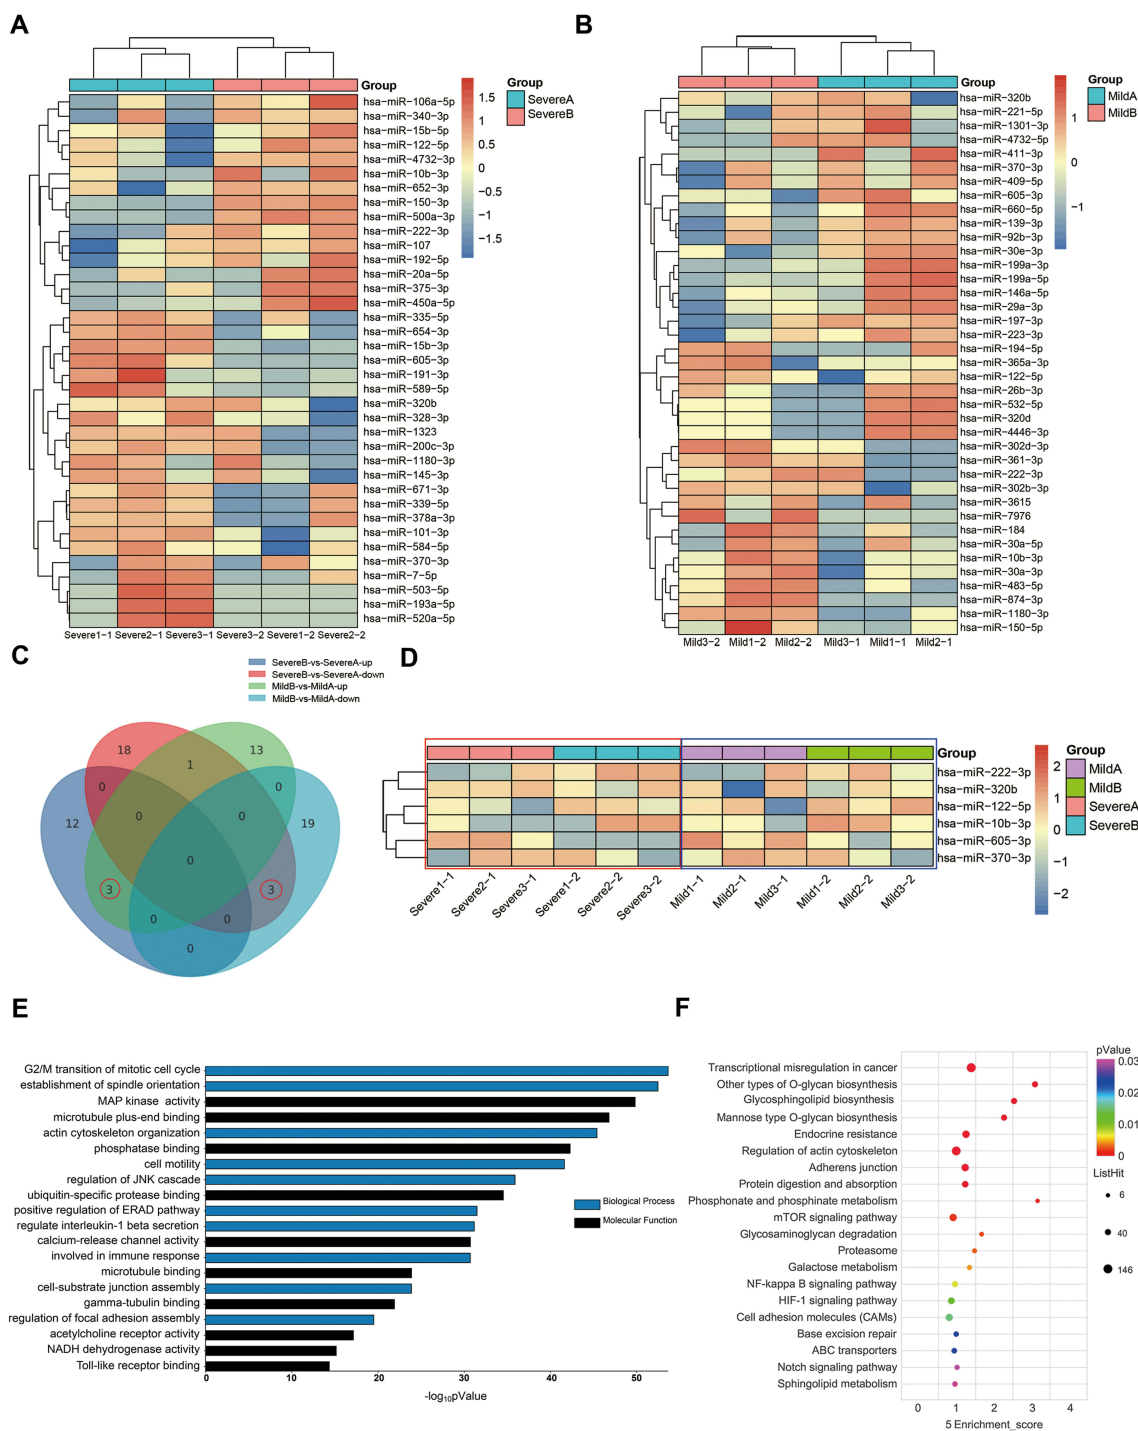 A
Group
hsa-miR-106a-5p
hsa-miR-340-3p
hsa-miR-15b-5p
hsa-miR-122-5p
hsa-miR-4732-3p
hsa-miR-10b-3p
hsa-miR-652-3p
hsa-miR-150-3p
hsa-miR-500a-3p
hsa-miR-222-3p
hsa-miR-107
hsa-miR-192-5p
hsa-miR-20a-5p
hsa-miR-375-3p
hsa-miR-450a-5p
hsa-miR-335-5p
hsa-miR-654-3p
hsa-miR-15b-3p
hsa-miR-605-3p
hsa-miR-191-3p
hsa-miR-589-5p
hsa-miR-320b
hsa-miR-328-3p
hsa-miR-1323
hsa-miR-200c-3p
hsa-miR-1180-3p
hsa-miR-145-3p
hsa-miR-671-3p
hsa-miR-339-5p
hsa-miR-378a-3p
hsa-miR-101-3p
hsa-miR-584-5p
hsa-miR-370-3p
hsa-miR-7-5p
hsa-miR-503-5p
hsa-miR-193a-5p
hsa-miR-520a-5p
Severe1-1 Severe2-1 Severe3-1 Severe3-2 Severe1-2 Severe2-2
1.5
1
0.5
0
-0.5
-1
-1.5
Group
SevereA
SevereB
B
Group
hsa-miR-320b
hsa-miR-221-5p
hsa-miR-1301-3p
hsa-miR-4732-5p
hsa-miR-411-3p
hsa-miR-370-3p
hsa-miR-409-5p
hsa-miR-605-3p
hsa-miR-660-5p
hsa-miR-139-3p
hsa-miR-92b-3p
hsa-miR-30e-3p
hsa-miR-199a-3p
hsa-miR-199a-5p
hsa-miR-146a-5p
hsa-miR-29a-3p
hsa-miR-197-3p
hsa-miR-223-3p
hsa-miR-194-5p
hsa-miR-365a-3p
hsa-miR-122-5p
hsa-miR-26b-3p
hsa-miR-532-5p
hsa-miR-320d
hsa-miR-4446-3p
hsa-miR-302d-3p
hsa-miR-361-3p
hsa-miR-222-3p
hsa-miR-302b-3p
hsa-miR-3615
hsa-miR-7976
hsa-miR-184
hsa-miR-30a-5p
hsa-miR-10b-3p
hsa-miR-30a-3p
hsa-miR-483-5p
hsa-miR-874-3p
hsa-miR-1180-3p
hsa-miR-150-5p
Mild3-2 Mild1-2 Mild2-2 Mild3-1 Mild1-1 Mild2-1
1
0
-1
Group
MildA
MildB
C
SevereB-vs-SevereA-up
SevereB-vs-SevereA-down
MildB-vs-MildA-up
MildB-vs-MildA-down
18
13
1
0
0
12
0
0
19
0
3
3
0
0
0
D
Group
hsa-miR-222-3p
hsa-miR-320b
hsa-miR-122-5p
hsa-miR-10b-3p
hsa-miR-605-3p
hsa-miR-370-3p
Severe1-1 Severe2-1 Severe3-1 Severe1-2 Severe2-2 Severe3-2 Mild1-1 Mild2-1 Mild3-1 Mild1-2 Mild2-2 Mild3-2
2
1
0
-1
-2
Group
MildA
MildB
SevereA
SevereB
E
G2/M transition of mitotic cell cycle
establishment of spindle orientation
MAP kinase activity
microtubule plus-end binding
actin cytoskeleton organization
phosphatase binding
cell motility
regulation of JNK cascade
ubiquitin-specific protease binding
positive regulation of ERAD pathway
regulate interleukin-1 beta secretion
calcium-release channel activity
involved in immune response
microtubule binding
cell-substrate junction assembly
gamma-tubulin binding
regulation of focal adhesion assembly
acetylcholine receptor activity
NADH dehydrogenase activity
Toll-like receptor binding
0 10 20 30 40 50
-log10pValue
Biological Process
Molecular Function
F
Transcriptional misregulation in cancer
Other types of O-glycan biosynthesis
Glycosphingolipid biosynthesis
Mannose type O-glycan biosynthesis
Endocrine resistance
Regulation of actin cytoskeleton
Adherens junction
Protein digestion and absorption
Phosphonate and phosphinate metabolism
mTOR signaling pathway
Glycosaminoglycan degradation
Proteasome
Galactose metabolism
NF-kappa B signaling pathway
HIF-1 signaling pathway
Cell adhesion molecules (CAMs)
Base excision repair
ABC transporters
Notch signaling pathway
Sphingolipid metabolism
0 1 2 3 4
5 Enrichment_score
pValue
0.03
0.02
0.01
0
ListHit
6
40
146